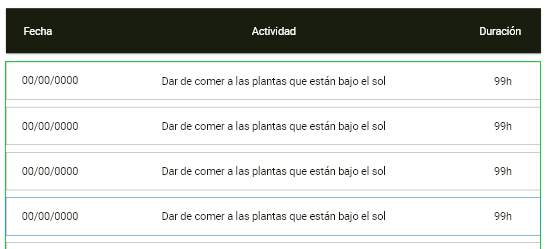 Fecha Actividad Duración
00/00/0000 Dar de comer a las plantas que están bajo el sol 99h
00/00/0000 Dar de comer a las plantas que están bajo el sol 99h
00/00/0000 Dar de comer a las plantas que están bajo el sol 99h
00/00/0000 Dar de comer a las plantas que están bajo el sol 99h